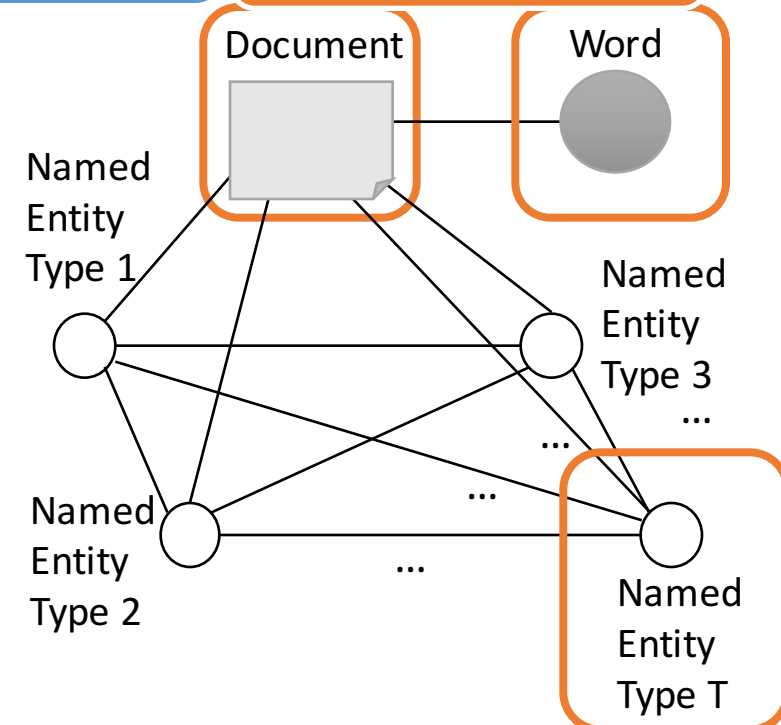 Document
Word
Named
Entity
Type 1
Named
Entity
Type 3
...
...
...
Named
Entity
Type 2
...
Named
Entity
Type T